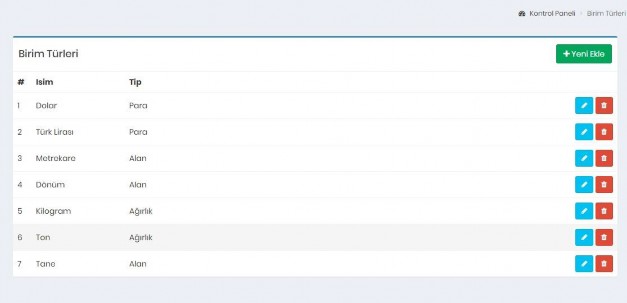 Kontrol Paneli > Birim Türleri
Birim Türleri
+ Yeni Ekle
# Isim Tip
1 Dolar Para
2 Türk Lirası Para
3 Metrekare Alan
4 Dönüm Alan
5 Kilogram Ağırlık
6 Ton Ağırlık
7 Tane Alan